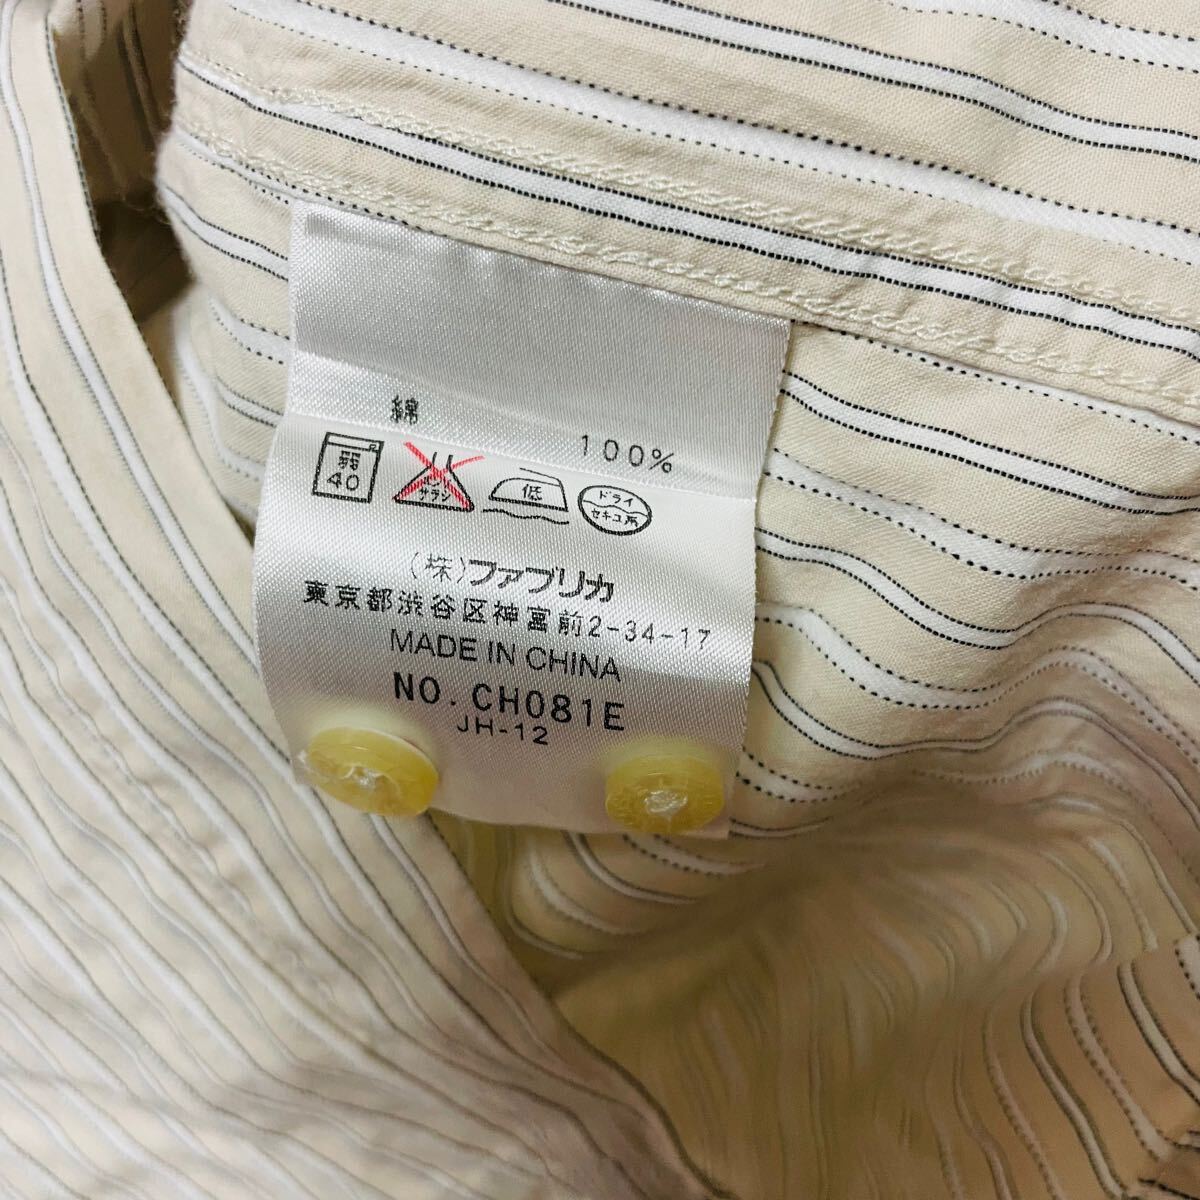 綿 100%
弱 40
サラシ
低
ドライ
セキユ系
(株)ファブリカ
東京都渋谷区神宮前2-34-17
MADE IN CHINA
NO. CH081E
JH-12